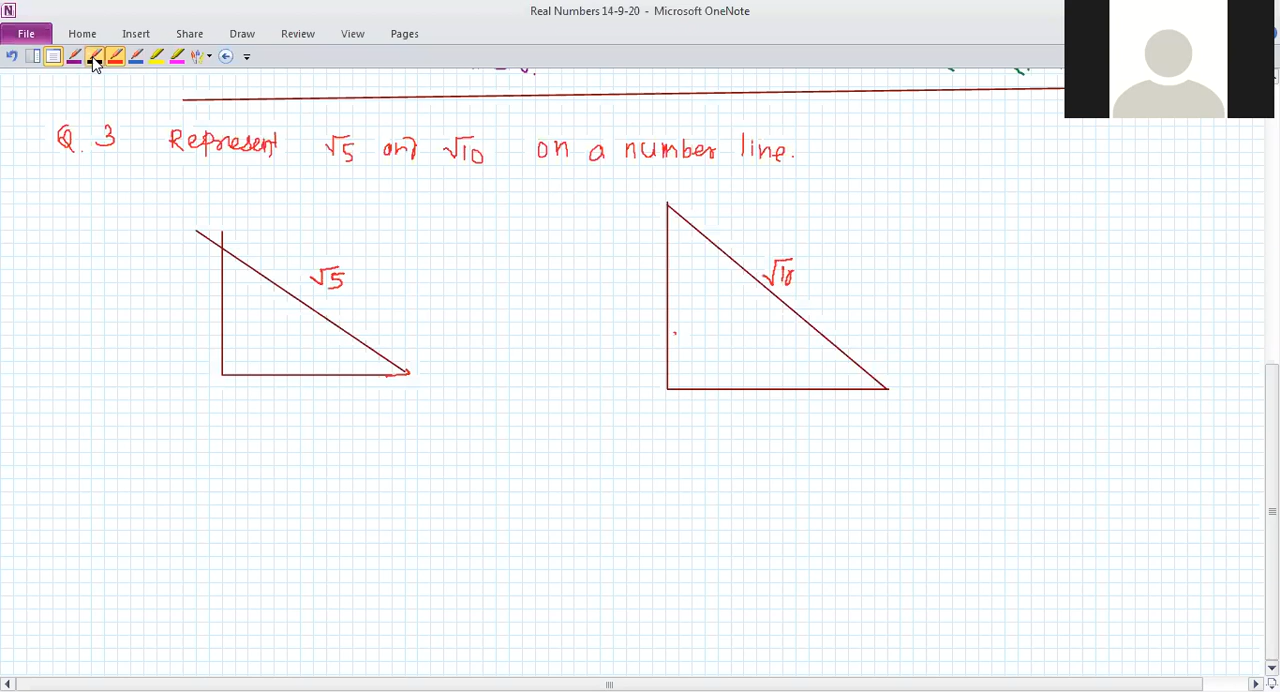 Real Numbers 14-9-20 - Microsoft OneNote
File Home Insert Share Draw Review View Pages
Q. 3 Represent √5 and √10 on a number line.
√5
√10